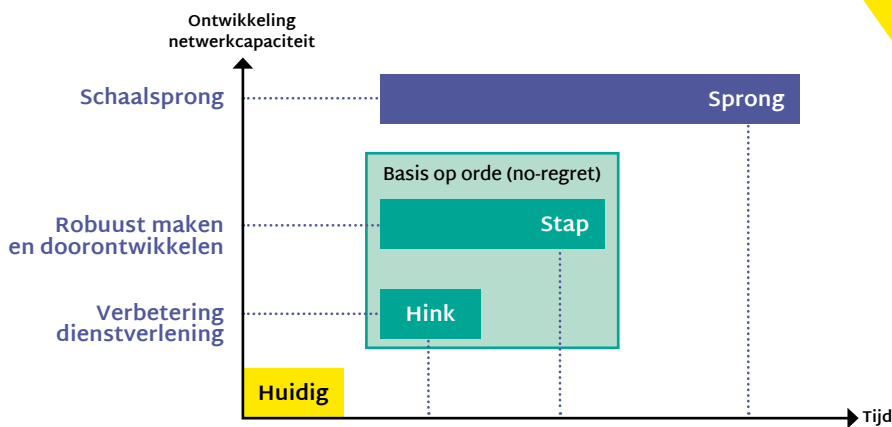 Ontwikkeling
netwerkcapaciteit
Schaalsprong
Sprong
Basis op orde (no-regret)
Robuust maken
en doorontwikkelen
Stap
Verbetering
dienstverlening
Hink
Huidig
Tijd